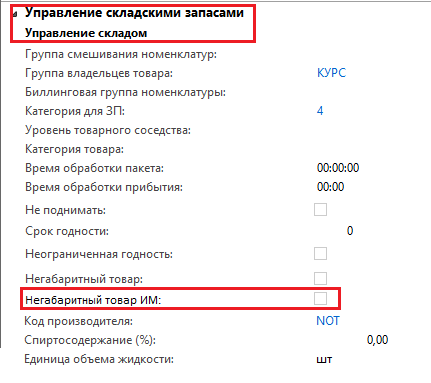 Управление складскими запасами
Управление складом
Группа смешивания номенклатур:
Группа владельцев товара: КУРС
Биллинговая группа номенклатуры:
Категория для ЗП: 4
Уровень товарного соседства:
Категория товара:
Время обработки пакета: 00:00:00
Время обработки прибытия: 00:00
Не поднимать:
Срок годности: 0
Неограниченная годность:
Негабаритный товар:
Негабаритный товар ИМ:
Код производителя: NOT
Спиртосодержание (%): 0,00
Единица объема жидкости: шт